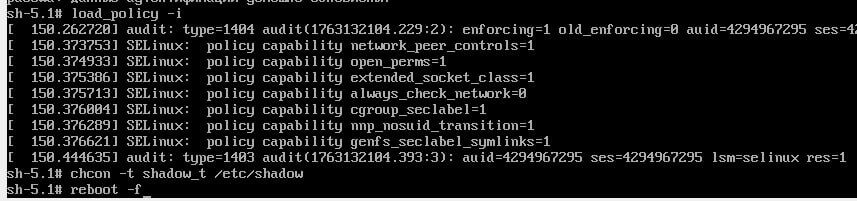 sh-5.1# load_policy -i
[  150.262720] audit: type=1404 audit(1763132104.229:2): enforcing=1 old_enforcing=0 auid=4294967295 ses=42
[  150.373753] SELinux:  policy capability network_peer_controls=1
[  150.374933] SELinux:  policy capability open_perms=1
[  150.375386] SELinux:  policy capability extended_socket_class=1
[  150.375713] SELinux:  policy capability always_check_network=0
[  150.376004] SELinux:  policy capability cgroup_seclabel=1
[  150.376289] SELinux:  policy capability nnp_nosuid_transition=1
[  150.376621] SELinux:  policy capability genfs_seclabel_symlinks=1
[  150.444635] audit: type=1403 audit(1763132104.393:3): auid=4294967295 ses=4294967295 lsm=selinux res=1
sh-5.1# chcon -t shadow_t /etc/shadow
sh-5.1# reboot -f